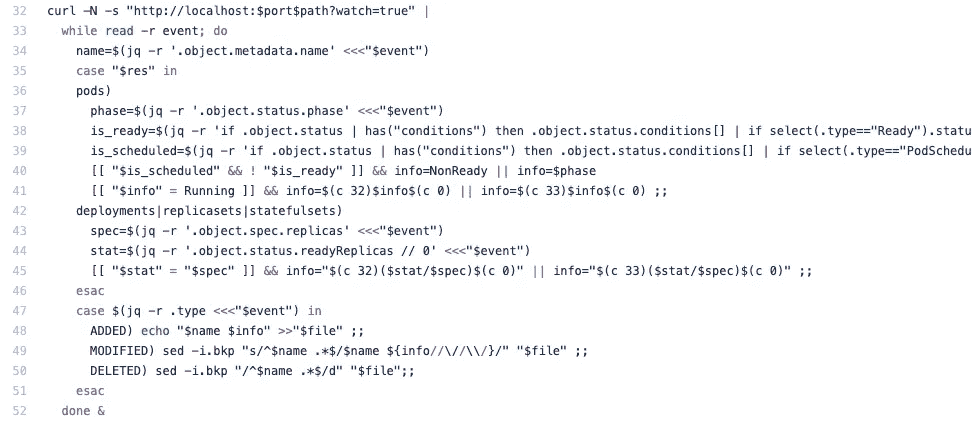 32 curl -N -s "http://localhost:$port$path?watch=true" |
33 while read -r event; do
34 name=$(jq -r '.object.metadata.name' <<<"$event")
35 case "$res" in
36 pods)
37 phase=$(jq -r '.object.status.phase' <<<"$event")
38 is_ready=$(jq -r 'if .object.status | has("conditions") then .object.status.conditions[] | if select(.type=="Ready").statu
39 is_scheduled=$(jq -r 'if .object.status | has("conditions") then .object.status.conditions[] | if select(.type=="PodSchedu
40 [[ "$is_scheduled" && ! "$is_ready" ]] && info=NonReady || info=$phase
41 [[ "$info" = Running ]] && info=$(c 32)$info$(c 0) || info=$(c 33)$info$(c 0) ;;
42 deployments|replicasets|statefulsets)
43 spec=$(jq -r '.object.spec.replicas' <<<"$event")
44 stat=$(jq -r '.object.status.readyReplicas // 0' <<<"$event")
45 [[ "$stat" = "$spec" ]] && info="$(c 32)($stat/$spec)$(c 0)" || info="$(c 33)($stat/$spec)$(c 0)" ;;
46 esac
47 case $(jq -r .type <<<"$event") in
48 ADDED) echo "$name $info" >>"$file" ;;
49 MODIFIED) sed -i.bkp "s/^$name .*$/$name ${info//\//\\/}/" "$file" ;;
50 DELETED) sed -i.bkp "/^$name .*$/d" "$file";;
51 esac
52 done &